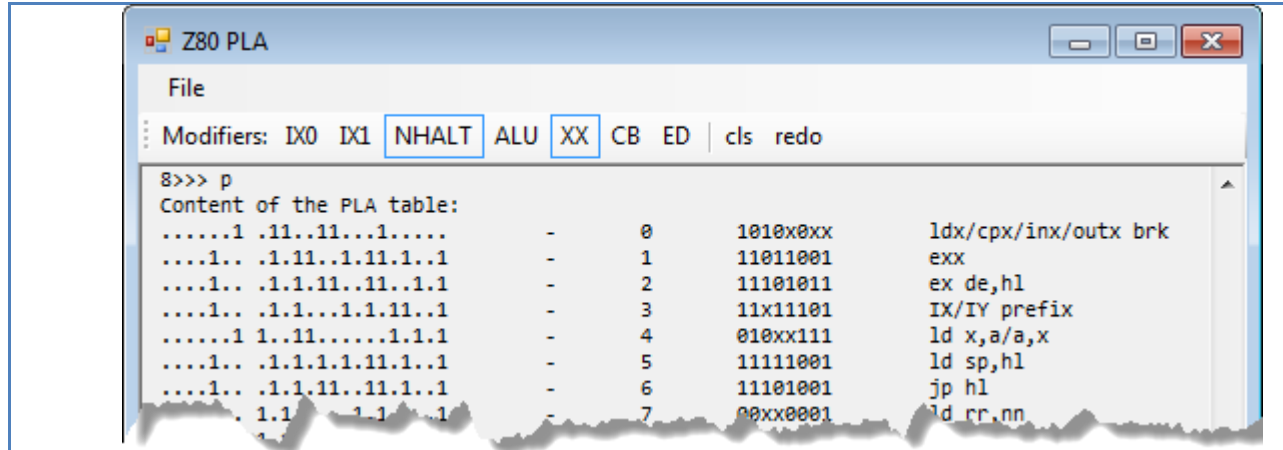 Z80 PLA
File
Modifiers: IX0 IX1 NHALT ALU XX CB ED cls redo
8>>> p
Content of the PLA table:
......1 .11..11...1..... - 0 1010x0xx ldx/cpx/inx/outx brk
....1.. .1.11..1.11.1..1 - 1 11011001 exx
....1.. .1.1.11..11..1.1 - 2 11101011 ex de,hl
....1.. .1.1...1.1.11..1 - 3 11x11101 IX/IY prefix
......1 1..11......1.1.1 - 4 010xx111 ld x,a/a,x
....1.. .1.1.1.1.11.1..1 - 5 11111001 ld sp,hl
....1.. .1.1.11..11.1..1 - 6 11101001 jp hl
7 00xx0001 ld rr,nn